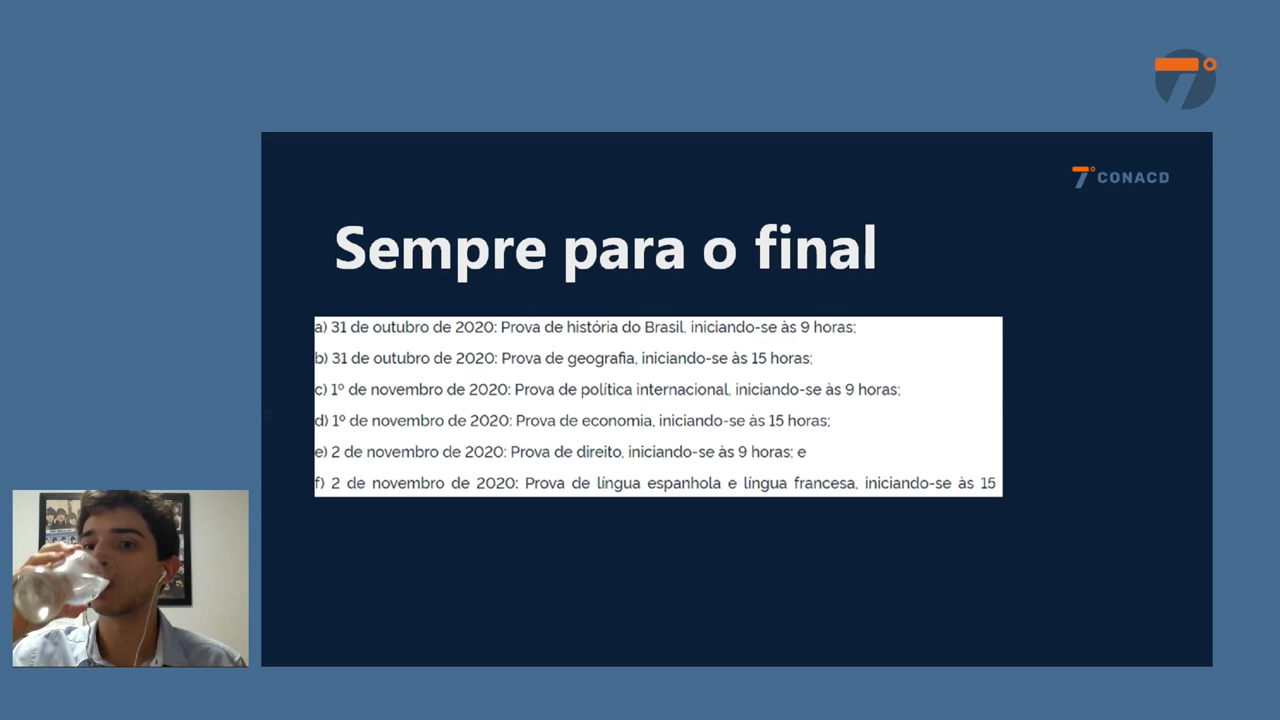 7°
7° CONACD
Sempre para o final
a) 31 de outubro de 2020: Prova de história do Brasil, iniciando-se às 9 horas;
b) 31 de outubro de 2020: Prova de geografia, iniciando-se às 15 horas;
c) 1º de novembro de 2020: Prova de política internacional, iniciando-se às 9 horas;
d) 1º de novembro de 2020: Prova de economia, iniciando-se às 15 horas;
e) 2 de novembro de 2020: Prova de direito, iniciando-se às 9 horas; e
f) 2 de novembro de 2020: Prova de língua espanhola e língua francesa, iniciando-se às 15